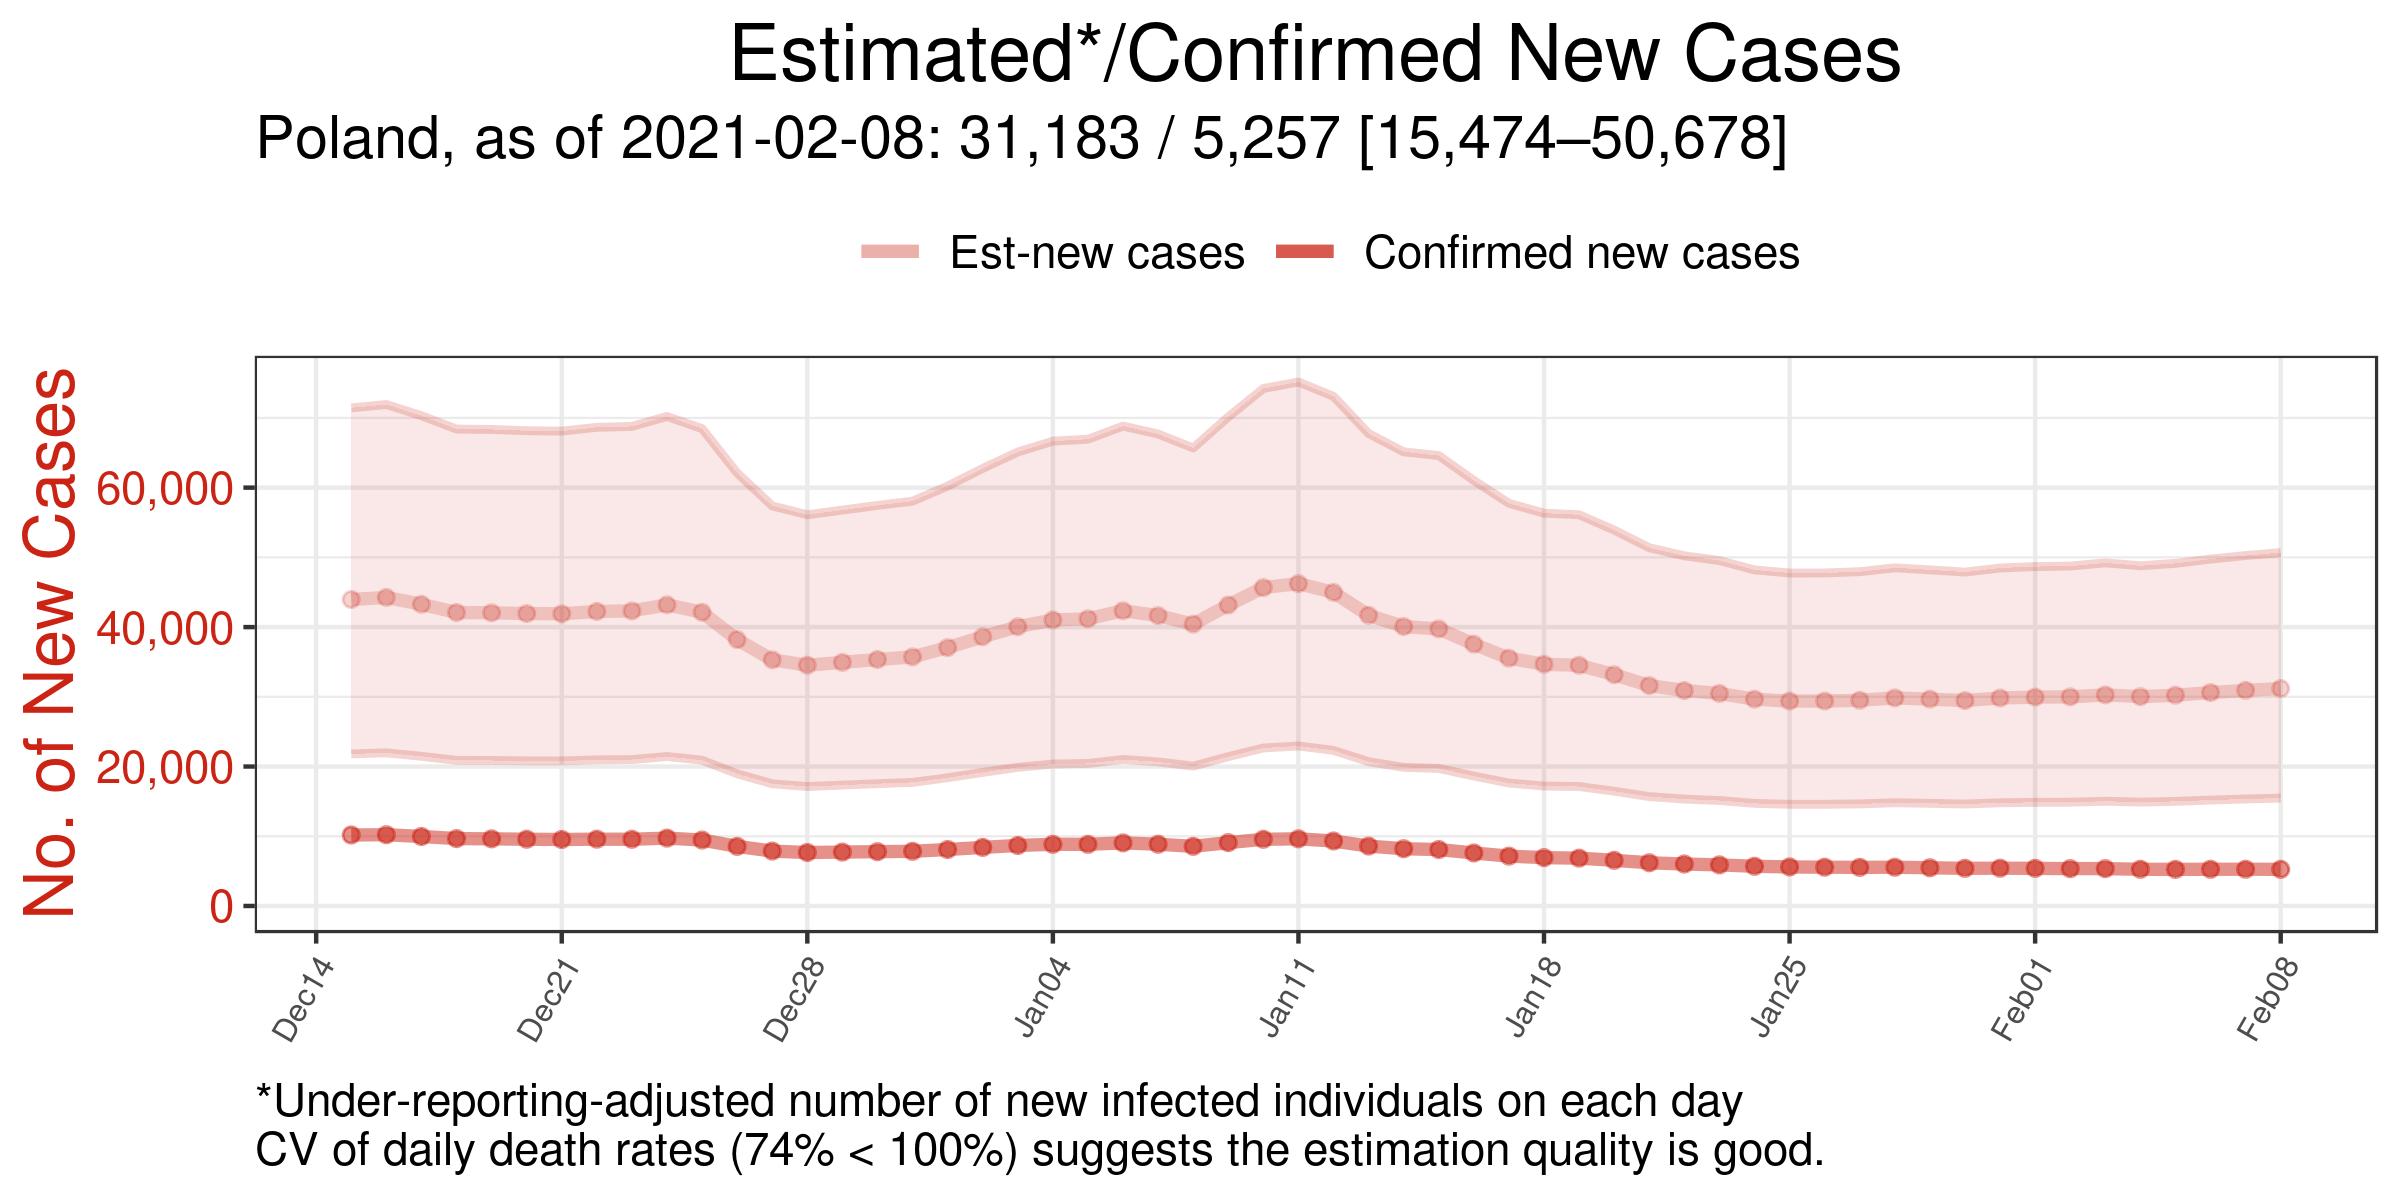 Estimated*/Confirmed New Cases
Poland, as of 2021-02-08: 31,183 / 5,257 [15,474–50,678]
Est-new cases
Confirmed new cases
No. of New Cases
60,000
40,000
20,000
0
Dec14
Dec21
Dec28
Jan04
Jan11
Jan18
Jan25
Feb01
Feb08
*Under-reporting-adjusted number of new infected individuals on each day
CV of daily death rates (74% < 100%) suggests the estimation quality is good.